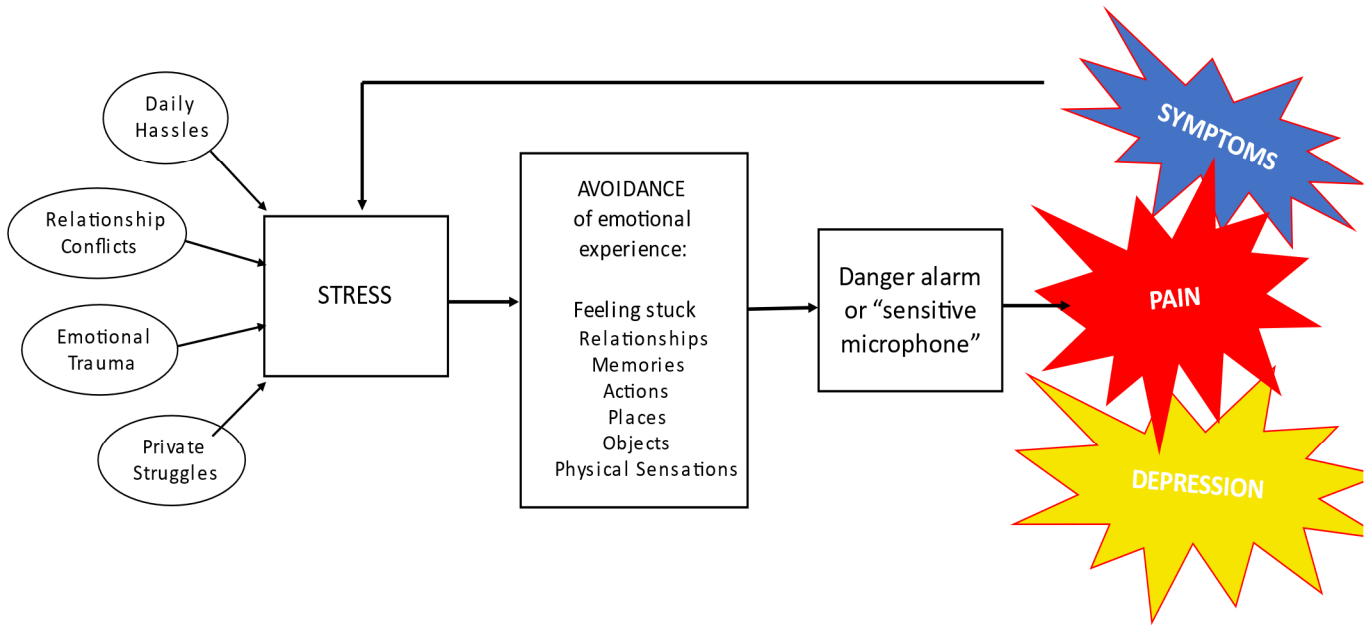 Daily
Hassles
Relationship
Conflicts
Emotional
Trauma
Private
Struggles
STRESS
AVOIDANCE
of emotional
experience:
Feeling stuck
Relationships
Memories
Actions
Places
Objects
Physical Sensations
Danger alarm
or “sensitive
microphone”
SYMPTOMS
PAIN
DEPRESSION